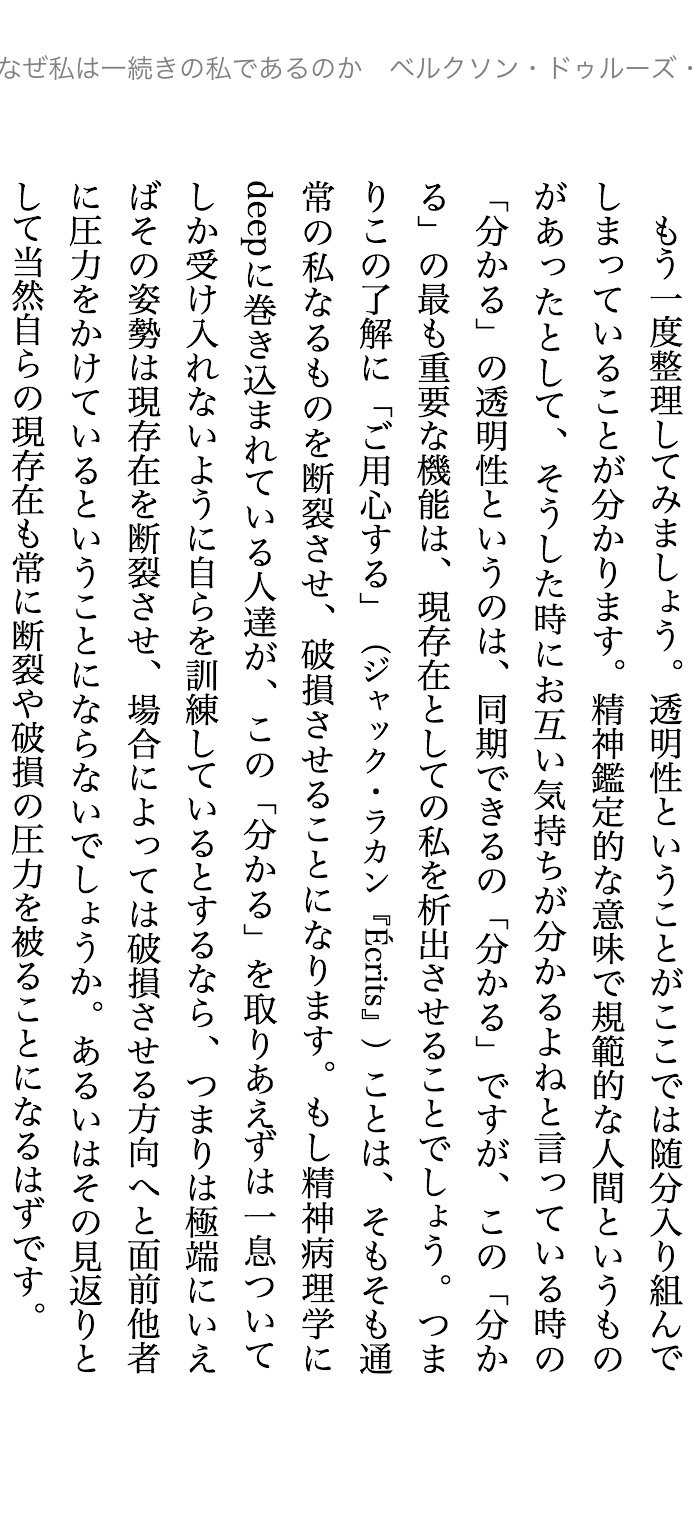 なぜ私は一続きの私であるのか　ベルクソン・ドゥルーズ・
もう一度整理してみましょう。透明性ということがここでは随分入り組んで
しまっていることが分かります。精神鑑定的な意味で規範的な人間というもの
があったとして、そうした時にお互い気持ちが分かるよねと言っている時の
「分かる」の透明性というのは、同期できるの「分かる」ですが、この「分か
る」の最も重要な機能は、現存在としての私を析出させることでしょう。つま
りこの了解に「ご用心する」（ジャック・ラカン『Écrits』）ことは、そもそも通
常の私なるものを断裂させ、破損させることになります。もし精神病理学に
deepに巻き込まれている人達が、この「分かる」を取りあえずは一息ついて
しか受け入れないように自らを訓練しているとするなら、つまりは極端にいえ
ばその姿勢は現存在を断裂させ、場合によっては破損させる方向へと面前他者
に圧力をかけているということにならないでしょうか。あるいはその見返りと
して当然自らの現存在も常に断裂や破損の圧力を被ることになるはずです。